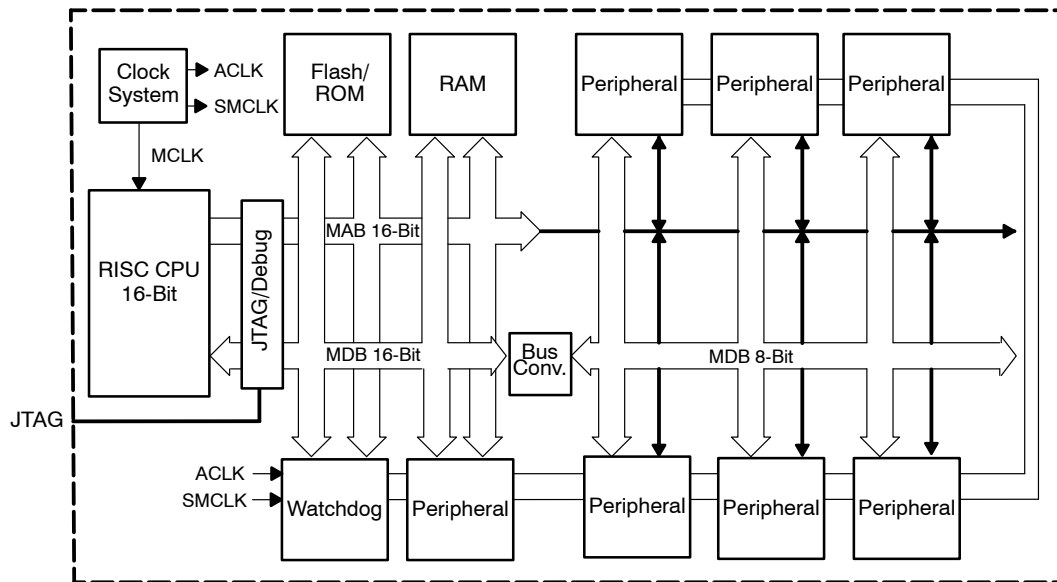 Clock
System
ACLK
SMCLK
MCLK
Flash/
ROM
RAM
Peripheral
Peripheral
Peripheral
RISC CPU
16-Bit
JTAG/Debug
MAB 16-Bit
MDB 16-Bit
Bus
Conv.
MDB 8-Bit
JTAG
ACLK
SMCLK
Watchdog
Peripheral
Peripheral
Peripheral
Peripheral